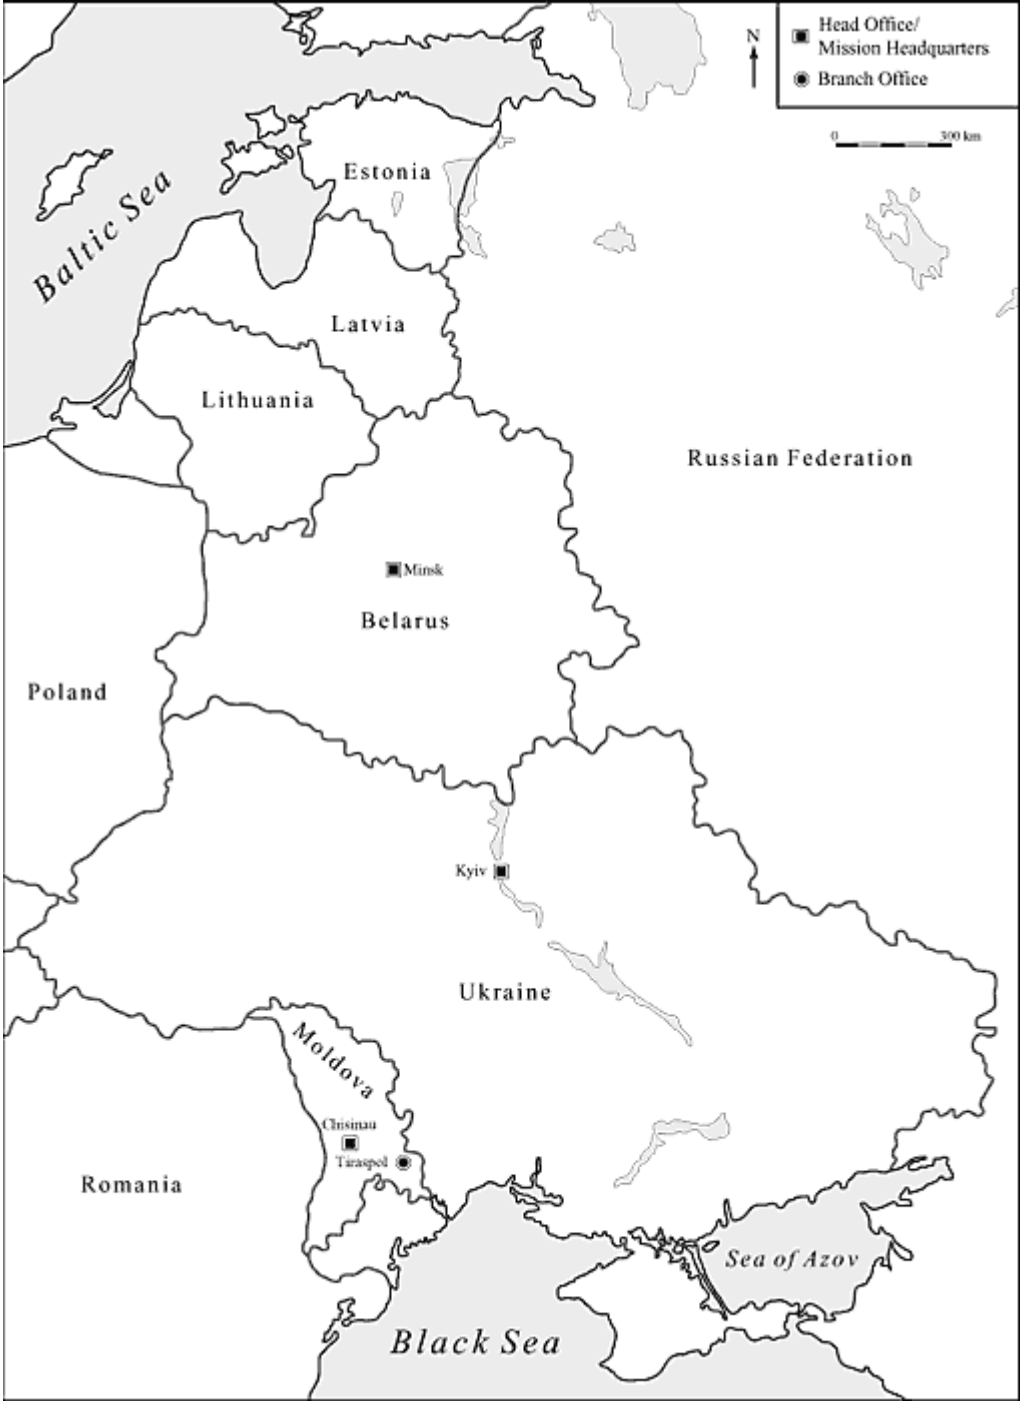 Head Office/
Mission Headquarters
Branch Office
N
0 300 km
Estonia
Baltic Sea
Latvia
Lithuania
Russian Federation
Minsk
Belarus
Poland
Kyiv
Ukraine
Moldova
Chisinau
Tiraspol
Romania
Sea of Azov
Black Sea